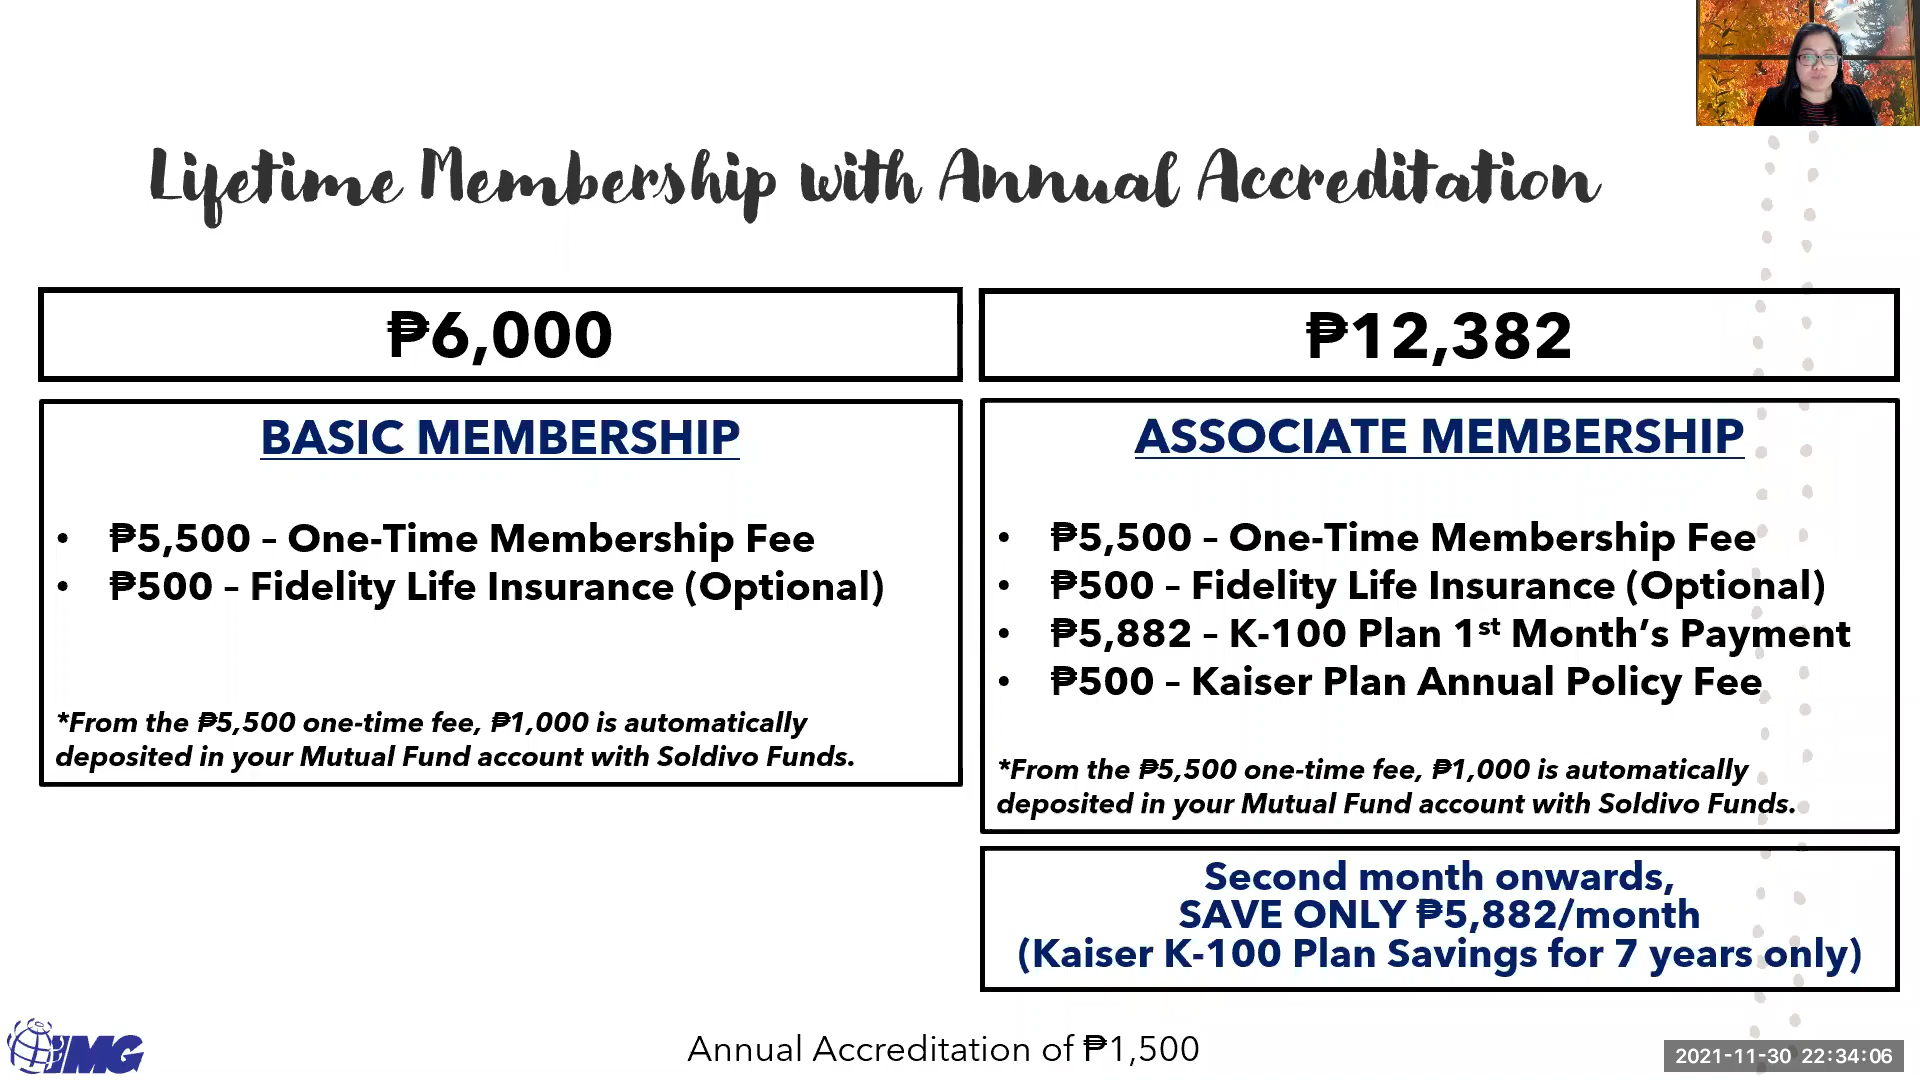 Lifetime Membership with Annual Accreditation
₱6,000
BASIC MEMBERSHIP
• ₱5,500 – One-Time Membership Fee
• ₱500 – Fidelity Life Insurance (Optional)
*From the ₱5,500 one-time fee, ₱1,000 is automatically
deposited in your Mutual Fund account with Soldivo Funds.
₱12,382
ASSOCIATE MEMBERSHIP
• ₱5,500 – One-Time Membership Fee
• ₱500 – Fidelity Life Insurance (Optional)
• ₱5,882 – K-100 Plan 1st Month’s Payment
• ₱500 – Kaiser Plan Annual Policy Fee
*From the ₱5,500 one-time fee, ₱1,000 is automatically
deposited in your Mutual Fund account with Soldivo Funds.
Second month onwards,
SAVE ONLY ₱5,882/month
(Kaiser K-100 Plan Savings for 7 years only)
IMG
Annual Accreditation of ₱1,500
2021-11-30 22:34:06